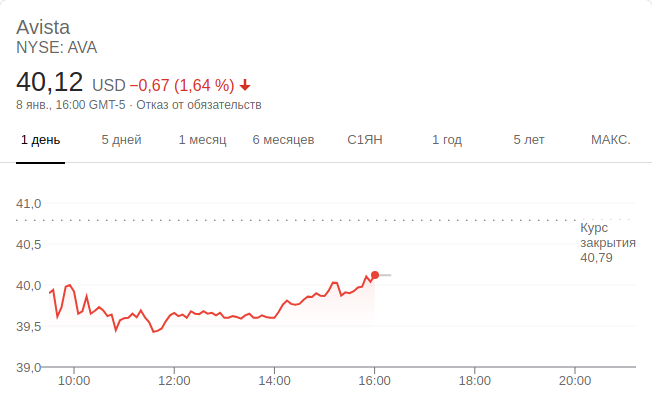 Avista
NYSE: AVA
40,12 USD −0,67 (1,64 %)
8 янв., 16:00 GMT-5 · Отказ от обязательств
1 день 5 дней 1 месяц 6 месяцев С1ЯН 1 год 5 лет МАКС.
41,0
Курс
закрытия
40,79
40,5
40,0
39,5
39,0
10:00 12:00 14:00 16:00 18:00 20:00